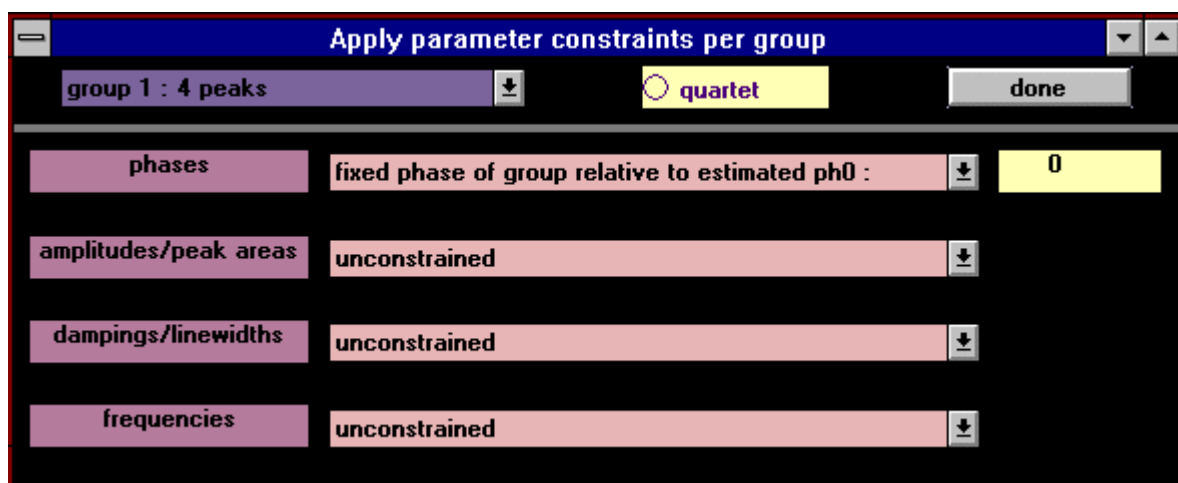 Apply parameter constraints per group
group 1 : 4 peaks
quartet
done
phases
fixed phase of group relative to estimated ph0 :
0
amplitudes/peak areas
unconstrained
dampings/linewidths
unconstrained
frequencies
unconstrained